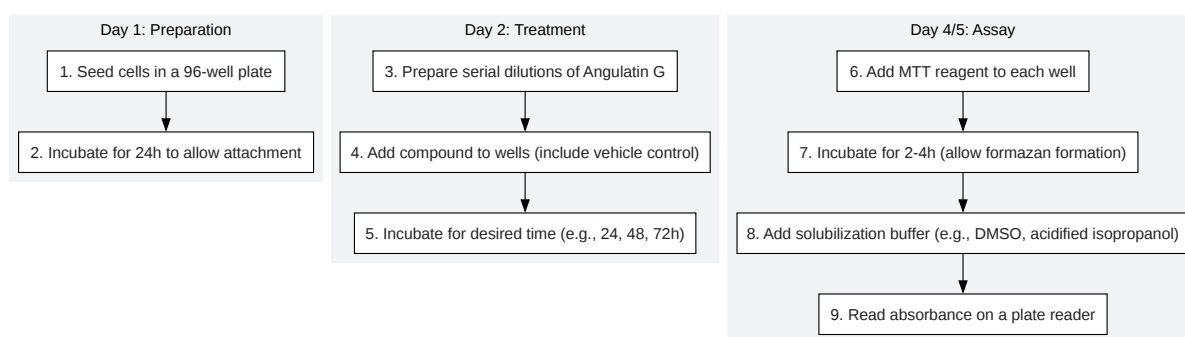 Day 1: Preparation
1. Seed cells in a 96-well plate
2. Incubate for 24h to allow attachment
Day 2: Treatment
3. Prepare serial dilutions of Angulatin G
4. Add compound to wells (include vehicle control)
5. Incubate for desired time (e.g., 24, 48, 72h)
Day 4/5: Assay
6. Add MTT reagent to each well
7. Incubate for 2-4h (allow formazan formation)
8. Add solubilization buffer (e.g., DMSO, acidified isopropanol)
9. Read absorbance on a plate reader